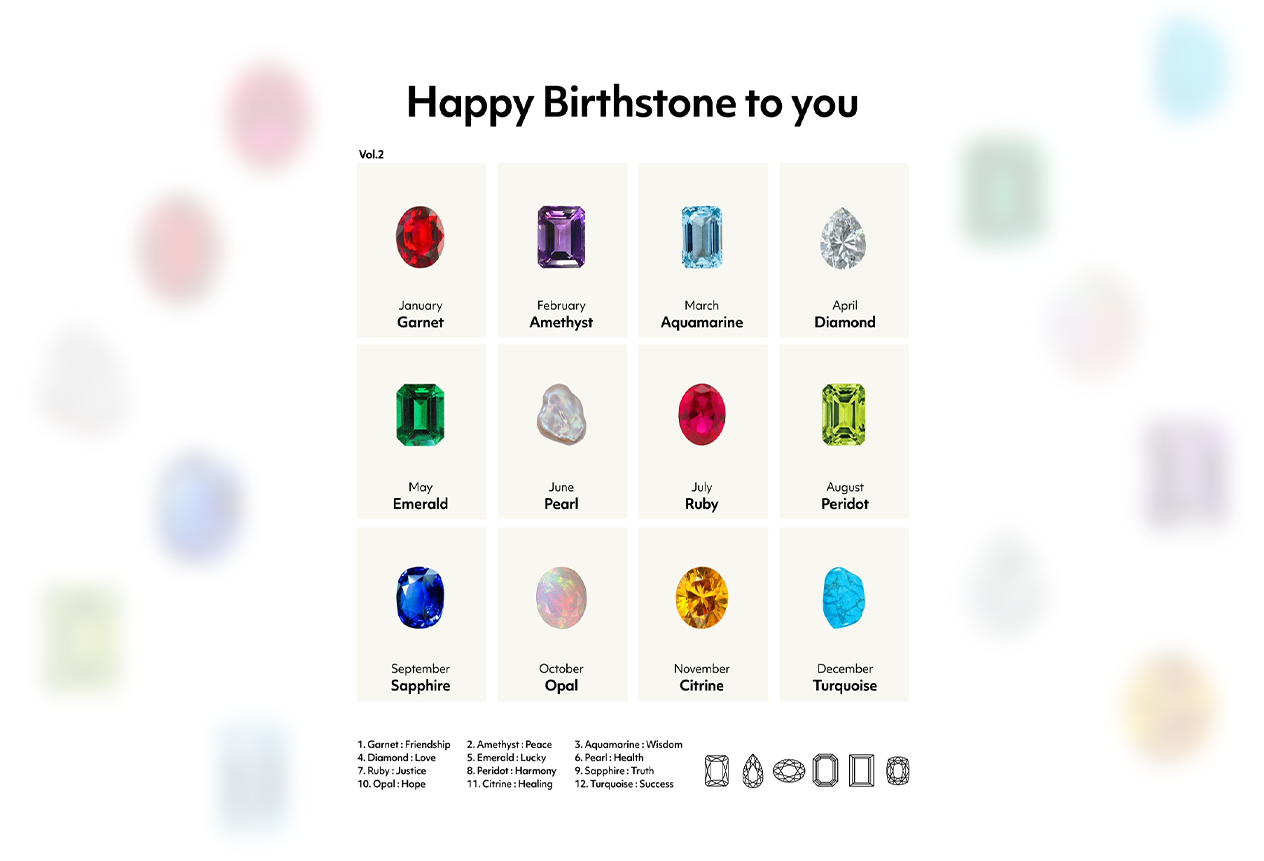 Happy Birthstone to you
Vol.2
January
Garnet
February
Amethyst
March
Aquamarine
April
Diamond
May
Emerald
June
Pearl
July
Ruby
August
Peridot
September
Sapphire
October
Opal
November
Citrine
December
Turquoise
1. Garnet : Friendship 2. Amethyst : Peace 3. Aquamarine : Wisdom
4. Diamond : Love 5. Emerald : Lucky 6. Pearl : Health
7. Ruby : Justice 8. Peridot : Harmony 9. Sapphire : Truth
10. Opal : Hope 11. Citrine : Healing 12. Turquoise : Success